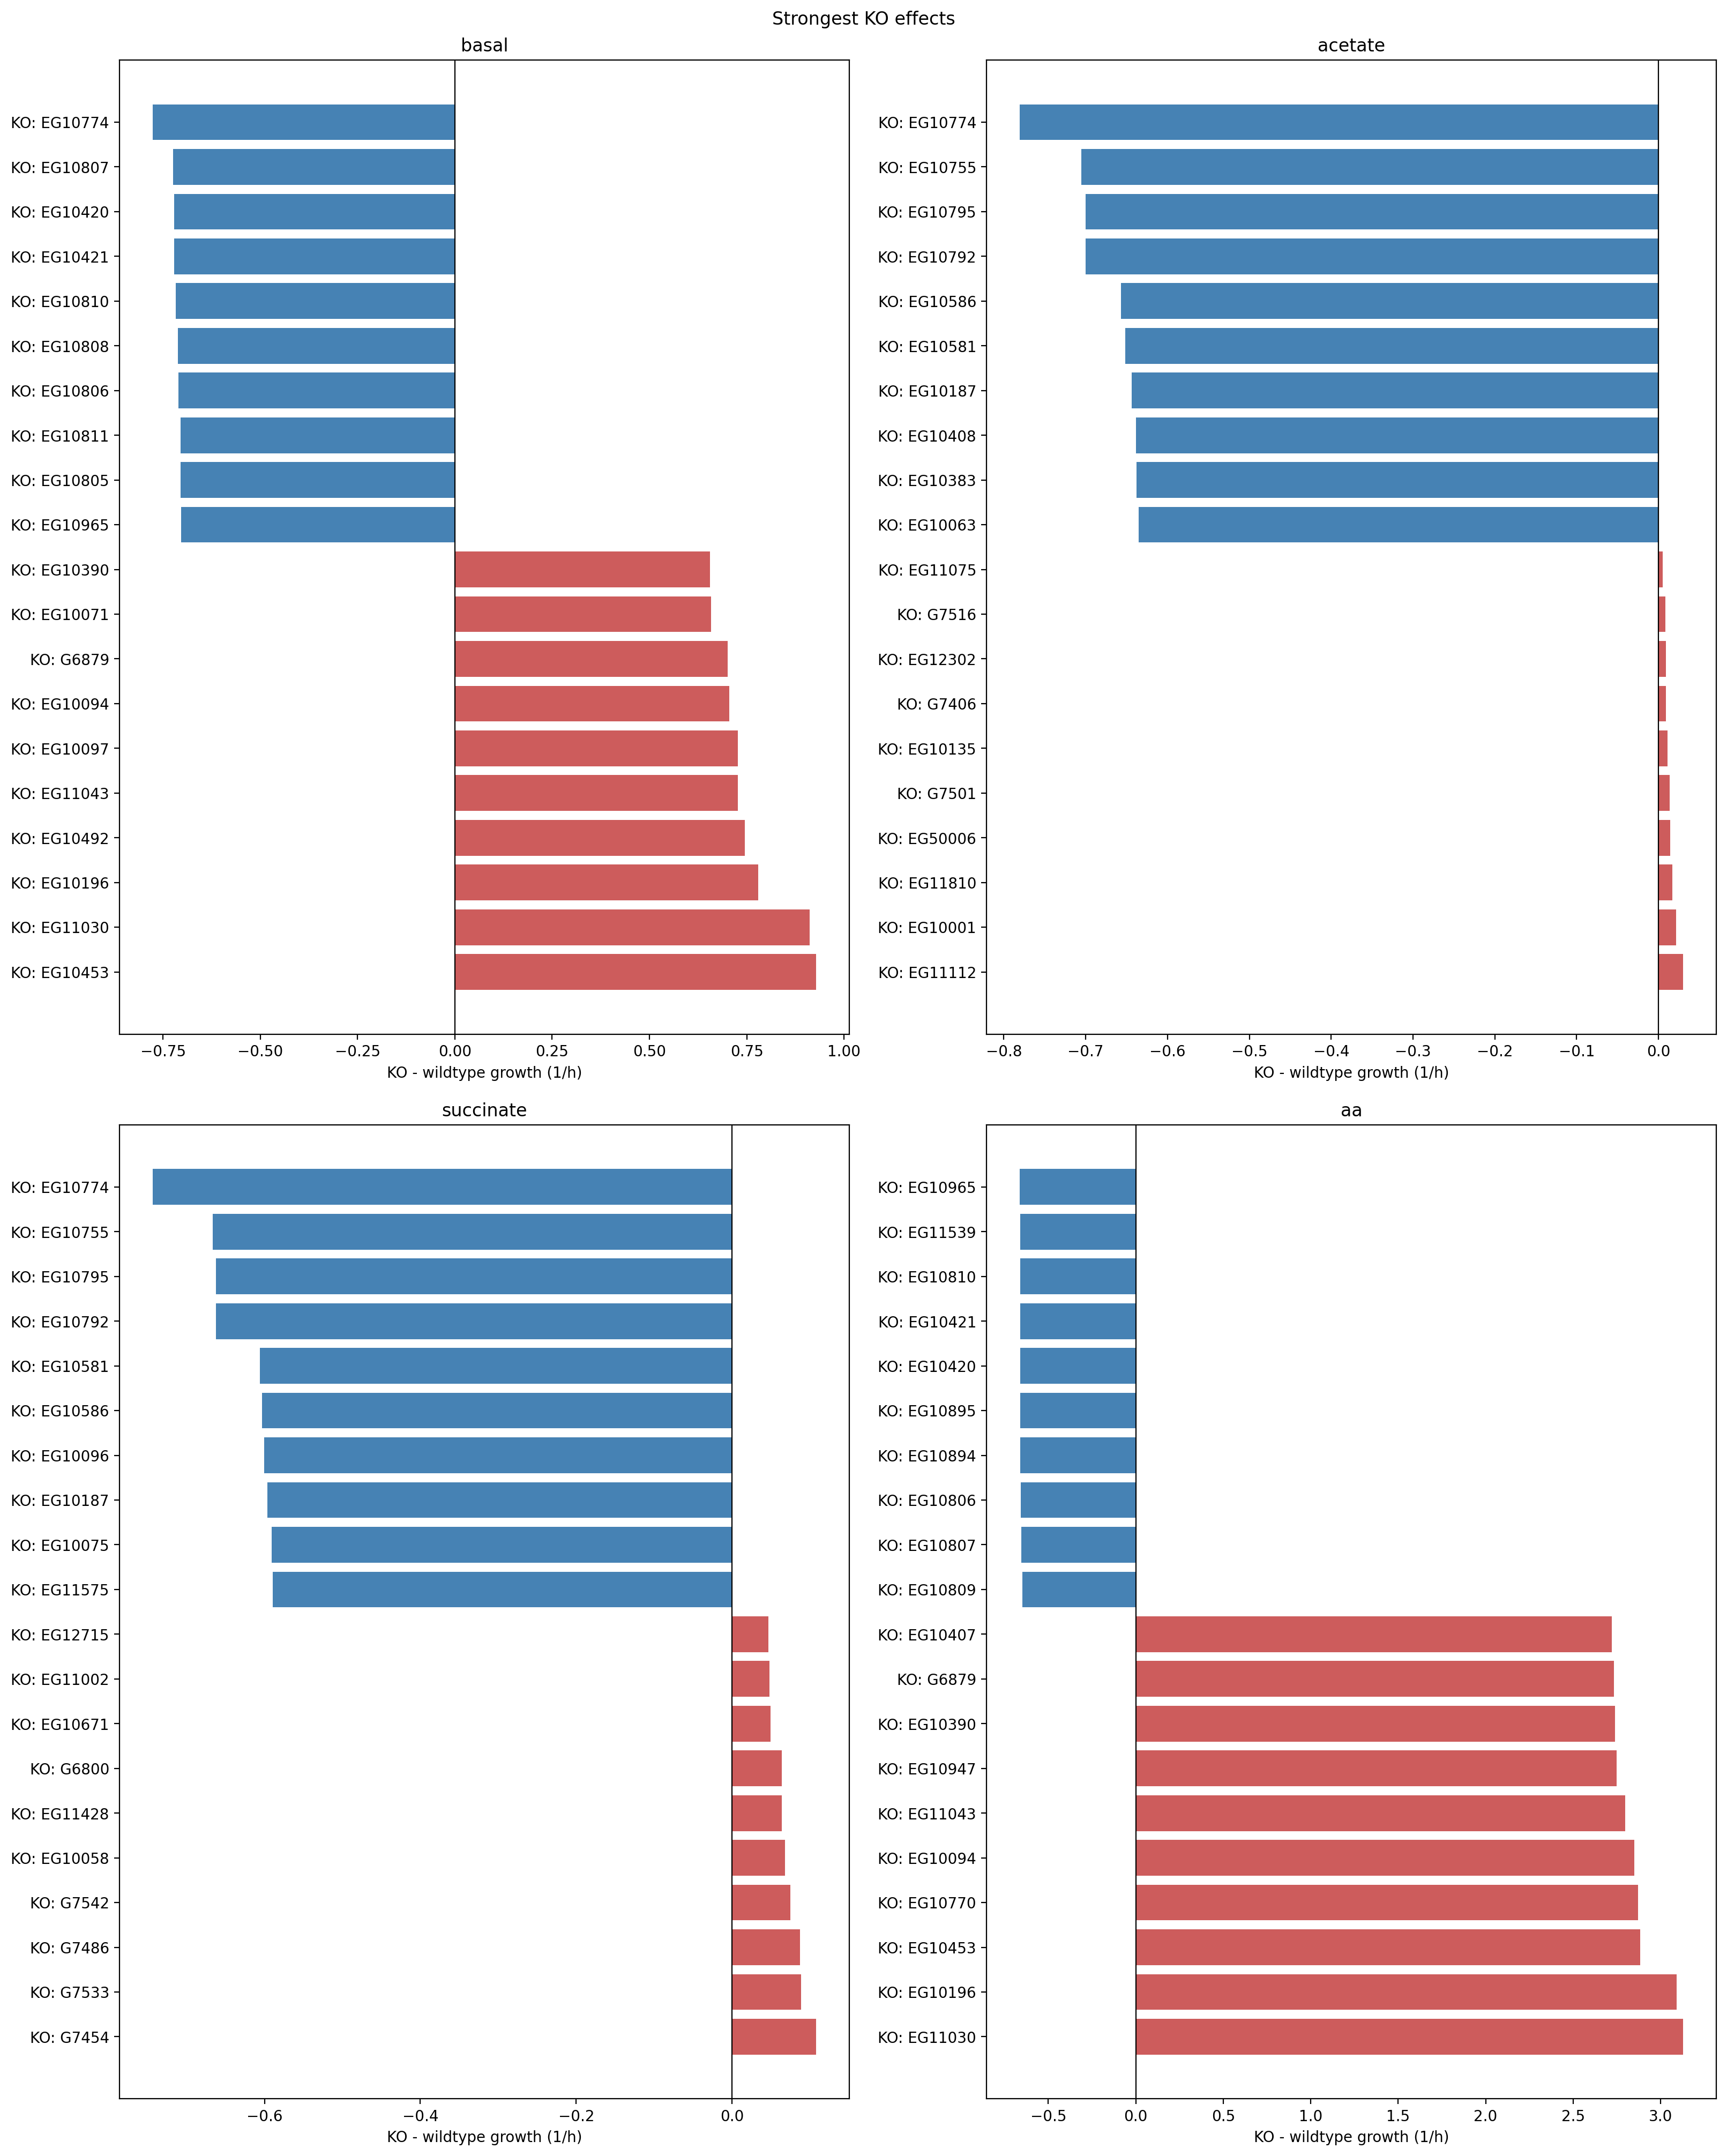 Strongest KO effects
basal
KO: EG10774
KO: EG10807
KO: EG10420
KO: EG10421
KO: EG10810
KO: EG10808
KO: EG10806
KO: EG10811
KO: EG10805
KO: EG10965
KO: EG10390
KO: EG10071
KO: G6879
KO: EG10094
KO: EG10097
KO: EG11043
KO: EG10492
KO: EG10196
KO: EG11030
KO: EG10453
−0.75 −0.50 −0.25 0.00 0.25 0.50 0.75 1.00
KO - wildtype growth (1/h)
acetate
KO: EG10774
KO: EG10755
KO: EG10795
KO: EG10792
KO: EG10586
KO: EG10581
KO: EG10187
KO: EG10408
KO: EG10383
KO: EG10063
KO: EG11075
KO: G7516
KO: EG12302
KO: G7406
KO: EG10135
KO: G7501
KO: EG50006
KO: EG11810
KO: EG10001
KO: EG11112
−0.8 −0.7 −0.6 −0.5 −0.4 −0.3 −0.2 −0.1 0.0
KO - wildtype growth (1/h)
succinate
KO: EG10774
KO: EG10755
KO: EG10795
KO: EG10792
KO: EG10581
KO: EG10586
KO: EG10096
KO: EG10187
KO: EG10075
KO: EG11575
KO: EG12715
KO: EG11002
KO: EG10671
KO: G6800
KO: EG11428
KO: EG10058
KO: G7542
KO: G7486
KO: G7533
KO: G7454
−0.6 −0.4 −0.2 0.0
KO - wildtype growth (1/h)
aa
KO: EG10965
KO: EG11539
KO: EG10810
KO: EG10421
KO: EG10420
KO: EG10895
KO: EG10894
KO: EG10806
KO: EG10807
KO: EG10809
KO: EG10407
KO: G6879
KO: EG10390
KO: EG10947
KO: EG11043
KO: EG10094
KO: EG10770
KO: EG10453
KO: EG10196
KO: EG11030
−0.5 0.0 0.5 1.0 1.5 2.0 2.5 3.0
KO - wildtype growth (1/h)